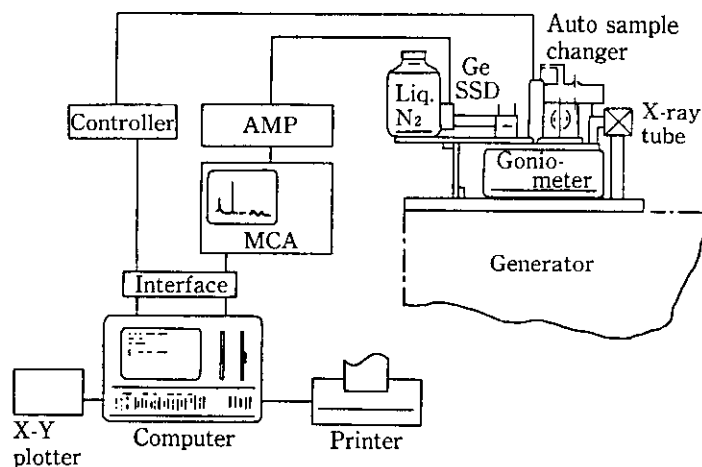 Auto sample
changer
Ge
SSD
Liq.
N2
X-ray
tube
Controller
AMP
Gonio-
meter
MCA
Generator
Interface
X-Y
plotter
Computer
Printer